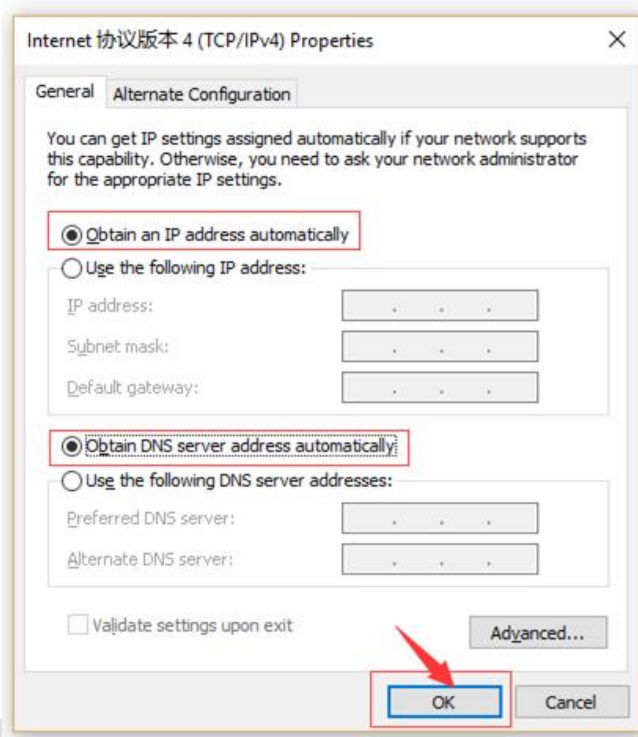 Internet 协议版本 4 (TCP/IPv4) Properties
General
Alternate Configuration
You can get IP settings assigned automatically if your network supports
this capability. Otherwise, you need to ask your network administrator
for the appropriate IP settings.
Obtain an IP address automatically
Use the following IP address:
IP address:
Subnet mask:
Default gateway:
Obtain DNS server address automatically
Use the following DNS server addresses:
Preferred DNS server:
Alternate DNS server:
Validate settings upon exit
Advanced...
OK
Cancel